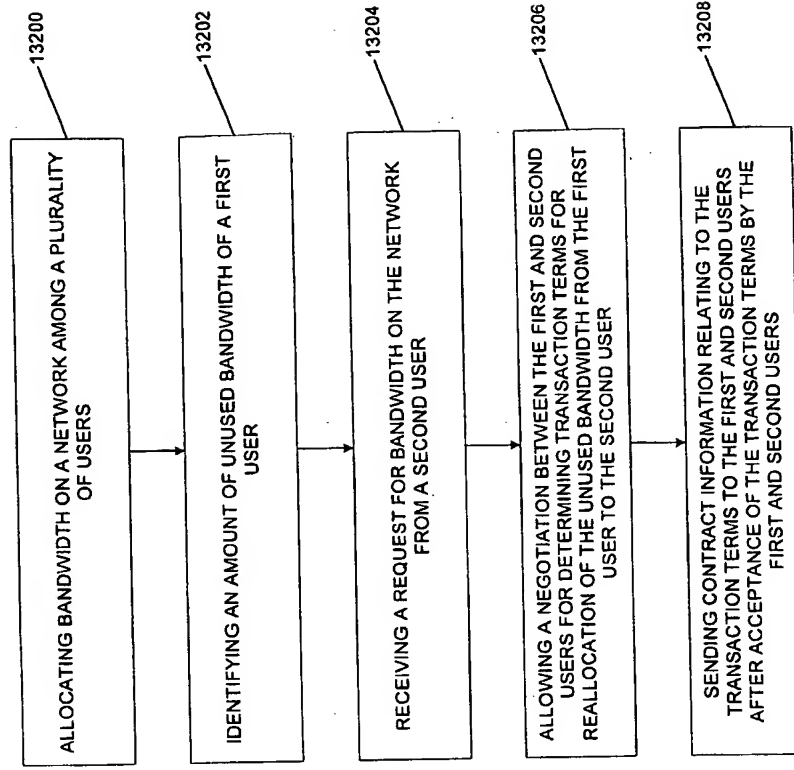 ALLOCATING BANDWIDTH ON A NETWORK AMONG A PLURALITY
OF USERS
13200
IDENTIFYING AN AMOUNT OF UNUSED BANDWIDTH OF A FIRST
USER
13202
RECEIVING A REQUEST FOR BANDWIDTH ON THE NETWORK
FROM A SECOND USER
13204
ALLOWING A NEGOTIATION BETWEEN THE FIRST AND SECOND
USERS FOR DETERMINING TRANSACTION TERMS FOR
REALLOCATION OF THE UNUSED BANDWIDTH FROM THE FIRST
USER TO THE SECOND USER
13206
SENDING CONTRACT INFORMATION RELATING TO THE
TRANSACTION TERMS TO THE FIRST AND SECOND USERS
AFTER ACCEPTANCE OF THE TRANSACTION TERMS BY THE
FIRST AND SECOND USERS
13208